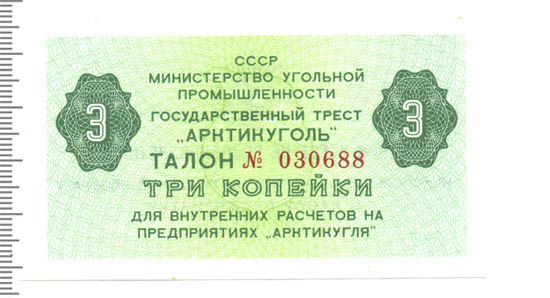 СССР
МИНИСТЕРСТВО УГОЛЬНОЙ
ПРОМЫШЛЕННОСТИ
ГОСУДАРСТВЕННЫЙ ТРЕСТ
„АРКТИКУГОЛЬ"
3 3
ТАЛОН № 030688
ТРИ КОПЕЙКИ
ДЛЯ ВНУТРЕННИХ РАСЧЕТОВ НА
ПРЕДПРИЯТИЯХ „АРКТИКУГЛЯ"